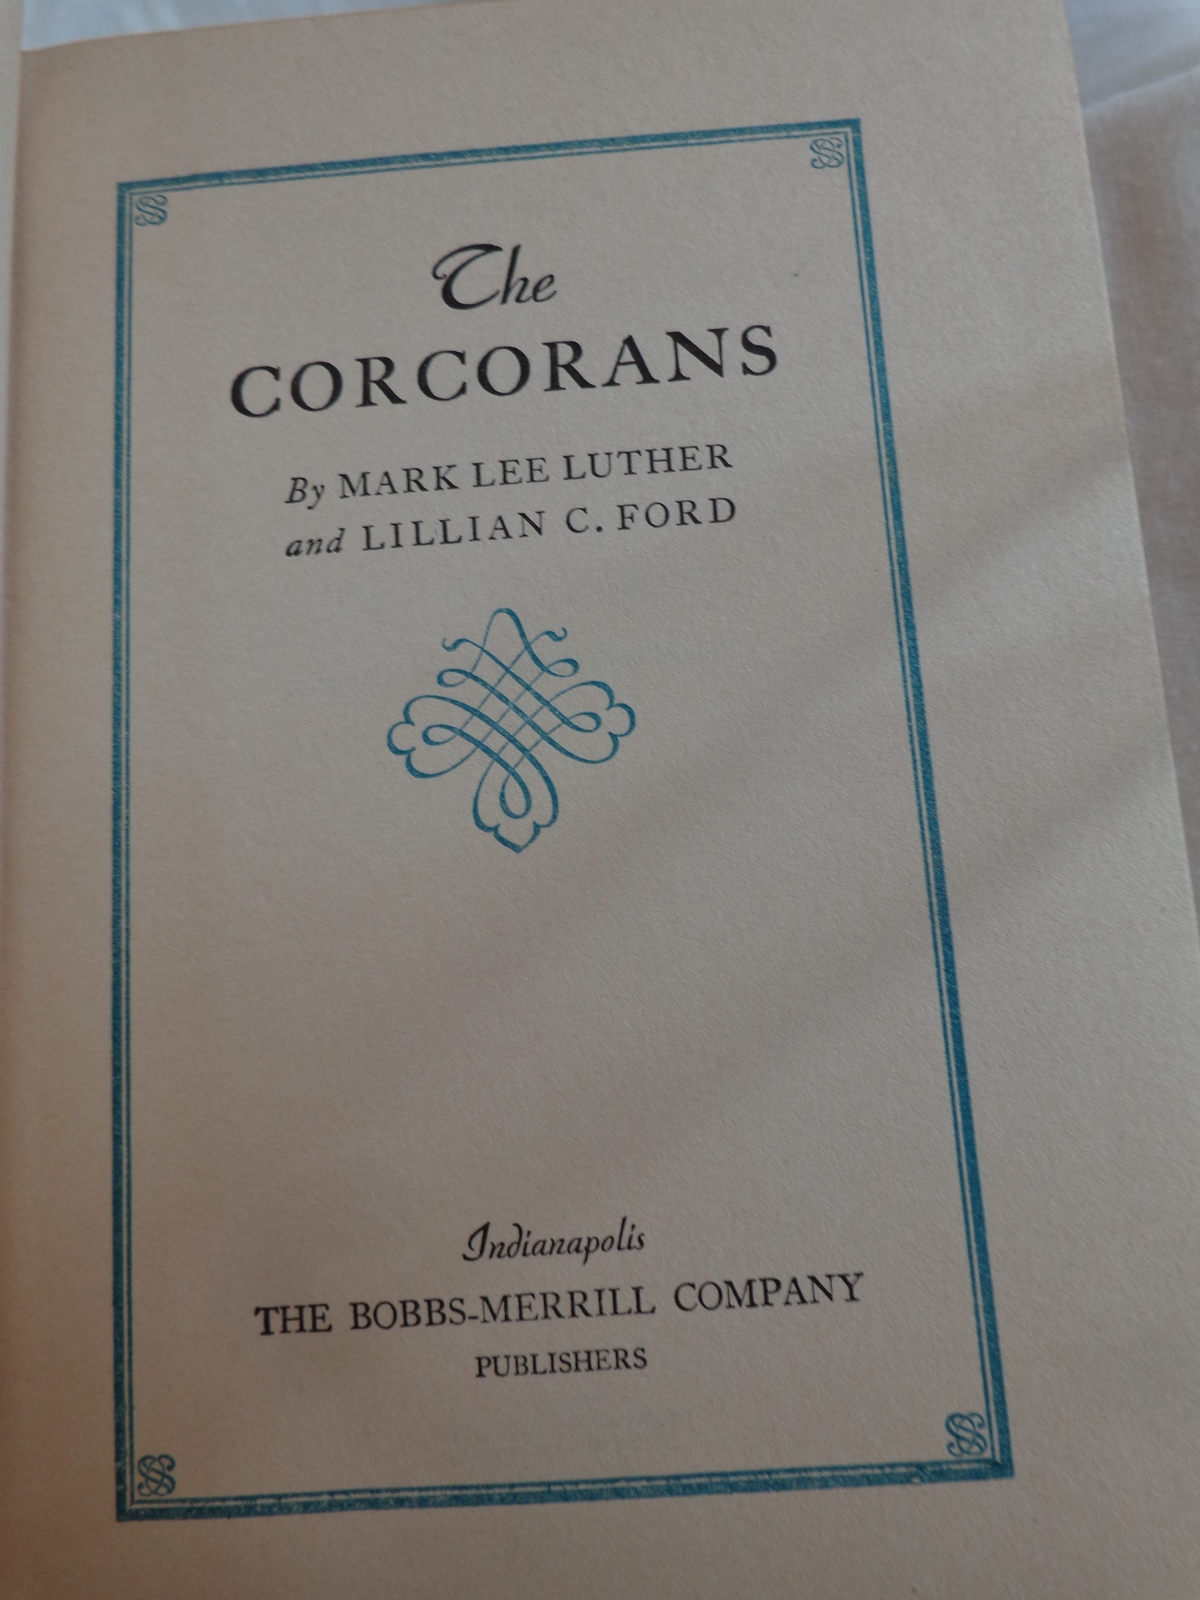 The
CORCORANS
By MARK LEE LUTHER
and LILLIAN C. FORD
Indianapolis
THE BOBBS-MERRILL COMPANY
PUBLISHERS